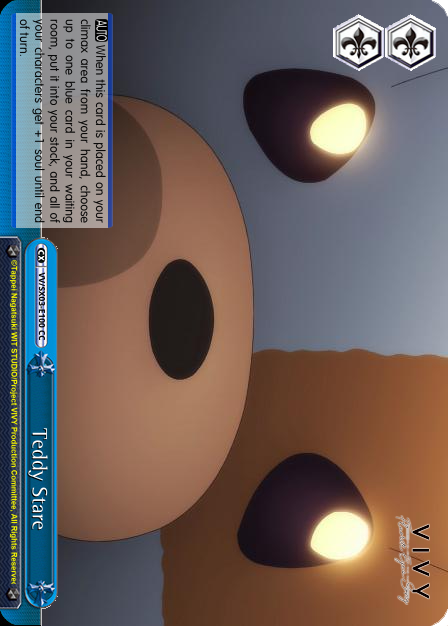 [AUTO] When this card is placed on your
climax area from your hand, choose
up to one blue card in your waiting
room, put it into your stock, and all of
your characters get +1 soul until end
of turn.
CX VVY/SX03-E100 CC
©Tappei Nagatsuki, WIT STUDIO/Project VIVY Production Committee, All Rights Reserved
Teddy Stare
VIVY